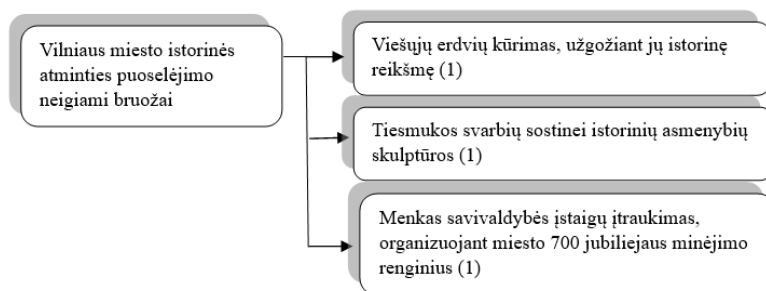 Vilniaus miesto istorinės
atminties puoselėjimo
neigiami bruožai
Viešųjų erdvių kūrimas, užgožiant jų istorinę
reikšmę (1)
Tiesmukos svarbių sostinei istorinių asmenybių
skulptūros (1)
Menkas savivaldybės įstaigų įtraukimas,
organizuojant miesto 700 jubiliejaus minėjimo
renginius (1)